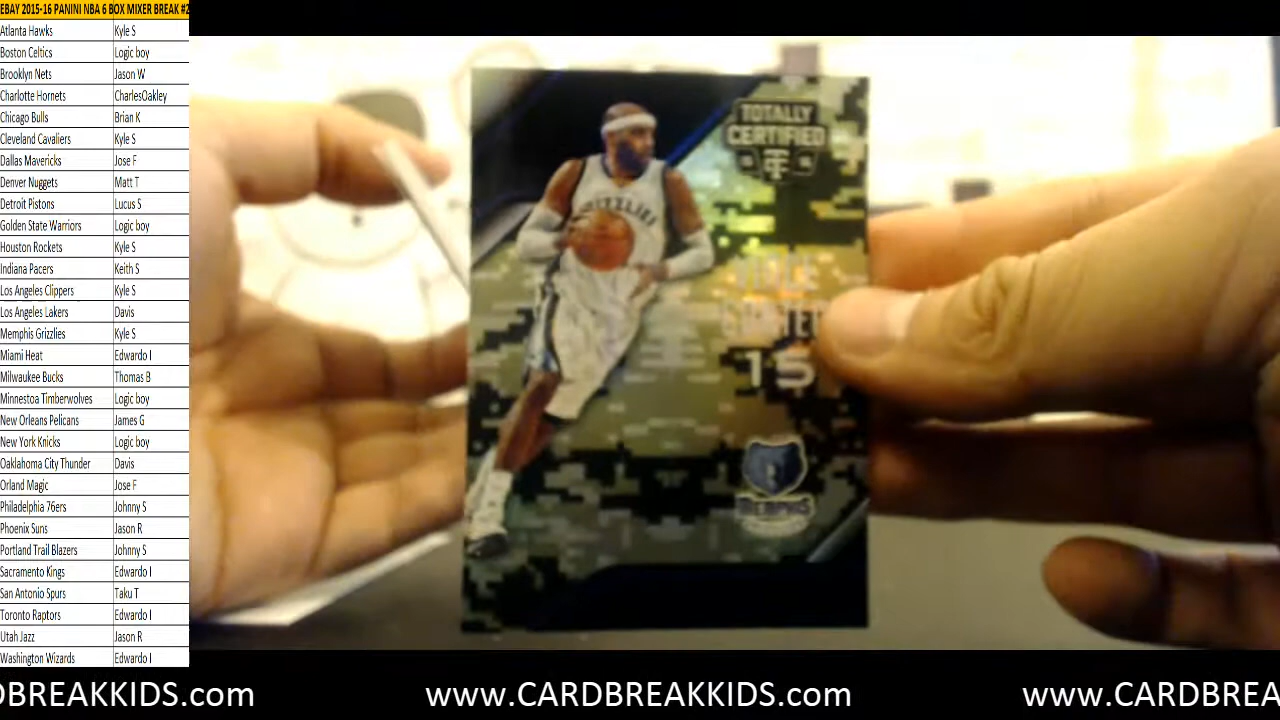 EBAY 2015-16 PANINI NBA 6 BOX MIXER BREAK #2
Atlanta Hawks Kyle S
Boston Celtics Logic boy
Brooklyn Nets Jason W
Charlotte Hornets CharlesOakley
Chicago Bulls Brian K
Cleveland Cavaliers Kyle S
Dallas Mavericks Jose F
Denver Nuggets Matt T
Detroit Pistons Lucus S
Golden State Warriors Logic boy
Houston Rockets Kyle S
Indiana Pacers Keith S
Los Angeles Clippers Kyle S
Los Angeles Lakers Davis
Memphis Grizzlies Kyle S
Miami Heat Edwardo I
Milwaukee Bucks Thomas B
Minnestoa Timberwolves Logic boy
New Orleans Pelicans James G
New York Knicks Logic boy
Oaklahoma City Thunder Davis
Orland Magic Jose F
Philadelphia 76ers Johnny S
Phoenix Suns Jason R
Portland Trail Blazers Johnny S
Sacramento Kings Edwardo I
San Antonio Spurs Taku T
Toronto Raptors Edwardo I
Utah Jazz Jason R
Washington Wizards Edwardo I
TOTALLY
CERTIFIED
VINCE
15
MEMPHIS
DBREAKKIDS.com www.CARDBREAKKIDS.com www.CARDBREA